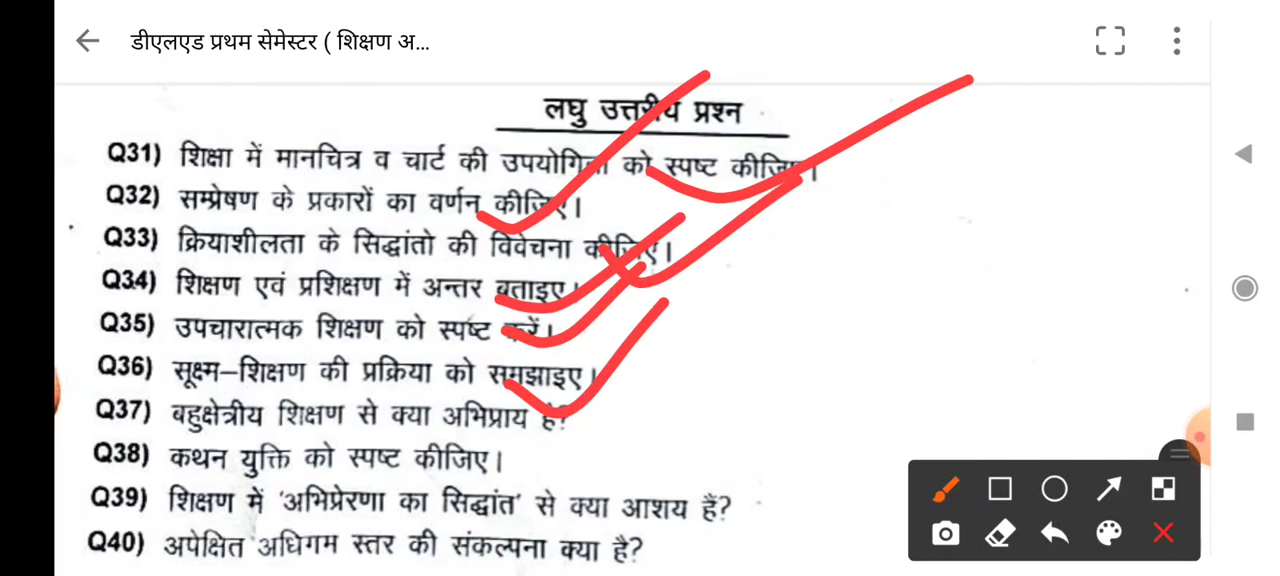 डीएलएड प्रथम सेमेस्टर ( शिक्षण अ...
लघु उत्तरीय प्रश्न
Q31) शिक्षा में मानचित्र व चार्ट की उपयोगिता को स्पष्ट कीजिए।
Q32) सम्प्रेषण के प्रकारों का वर्णन कीजिए।
Q33) क्रियाशीलता के सिद्धांतो की विवेचना कीजिए।
Q34) शिक्षण एवं प्रशिक्षण में अन्तर बताइए।
Q35) उपचारात्मक शिक्षण को स्पष्ट करें।
Q36) सूक्ष्म–शिक्षण की प्रक्रिया को समझाइए।
Q37) बहुक्षेत्रीय शिक्षण से क्या अभिप्राय है?
Q38) कथन युक्ति को स्पष्ट कीजिए।
Q39) शिक्षण में 'अभिप्रेरणा का सिद्धांत' से क्या आशय हैं?
Q40) अपेक्षित अधिगम स्तर की संकल्पना क्या है?